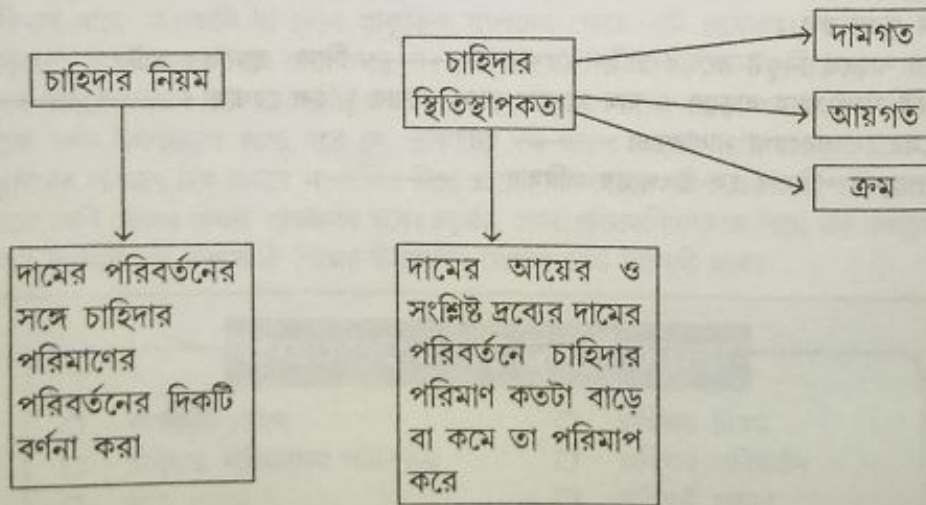 চাহিদার নিয়ম
চাহিদার
স্থিতিস্থাপকতা
দামগত
আয়গত
ক্রম
দামের পরিবর্তনের
সঙ্গে চাহিদার
পরিমাণের
পরিবর্তনের দিকটি
বর্ণনা করা
দামের আয়ের ও
সংশ্লিষ্ট দ্রব্যের দামের
পরিবর্তনে চাহিদার
পরিমাণ কতটা বাড়ে
বা কমে তা পরিমাপ
করে